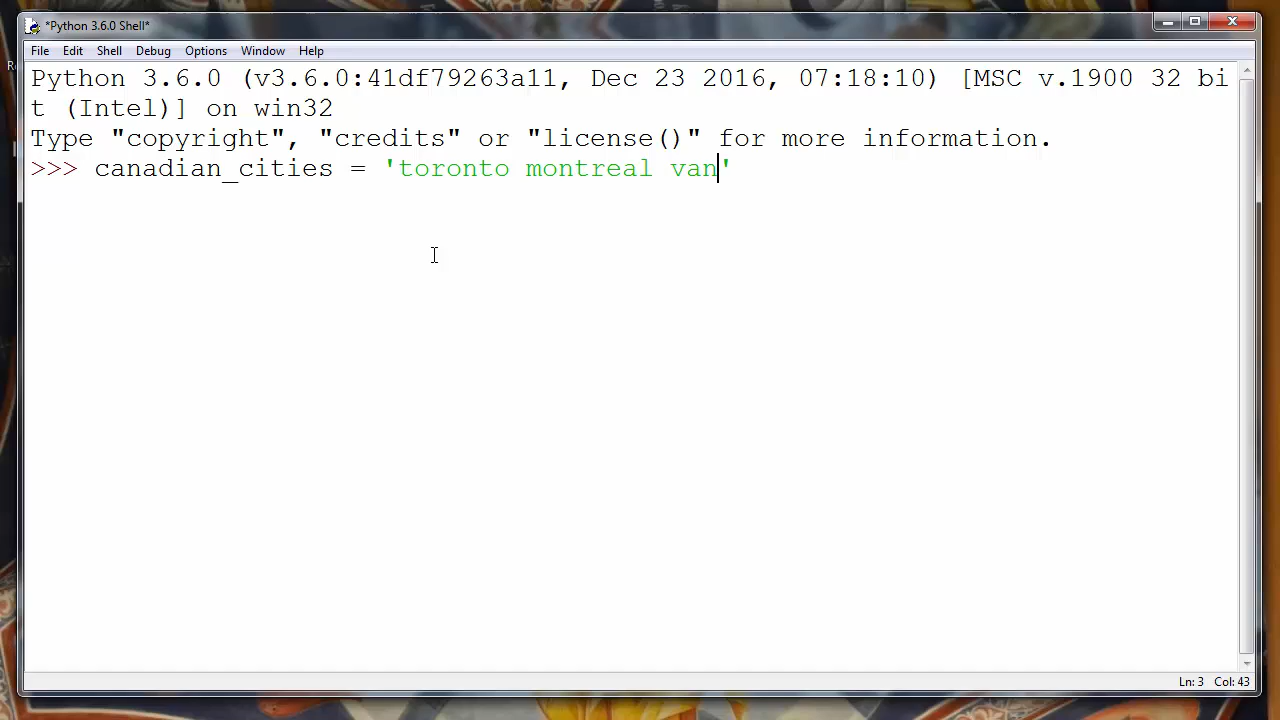 *Python 3.6.0 Shell*
File Edit Shell Debug Options Window Help
Python 3.6.0 (v3.6.0:41df79263a11, Dec 23 2016, 07:18:10) [MSC v.1900 32 bi
t (Intel)] on win32
Type "copyright", "credits" or "license()" for more information.
>>> canadian_cities = 'toronto montreal van'
Ln: 3 Col: 43